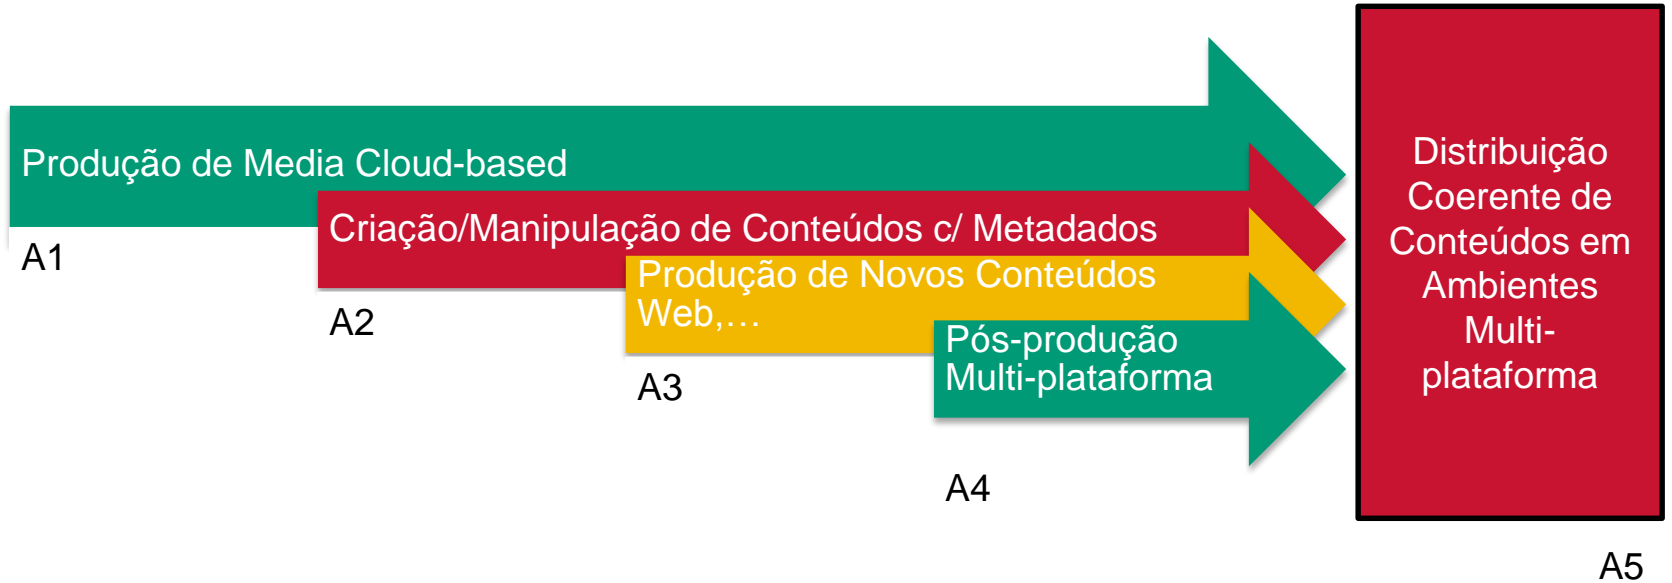 Produção de Media Cloud-based
A1
Criação/Manipulação de Conteúdos c/ Metadados
A2
Produção de Novos Conteúdos
Web,…
A3
Pós-produção
Multi-plataforma
A4
Distribuição
Coerente de
Conteúdos em
Ambientes
Multi-
plataforma
A5